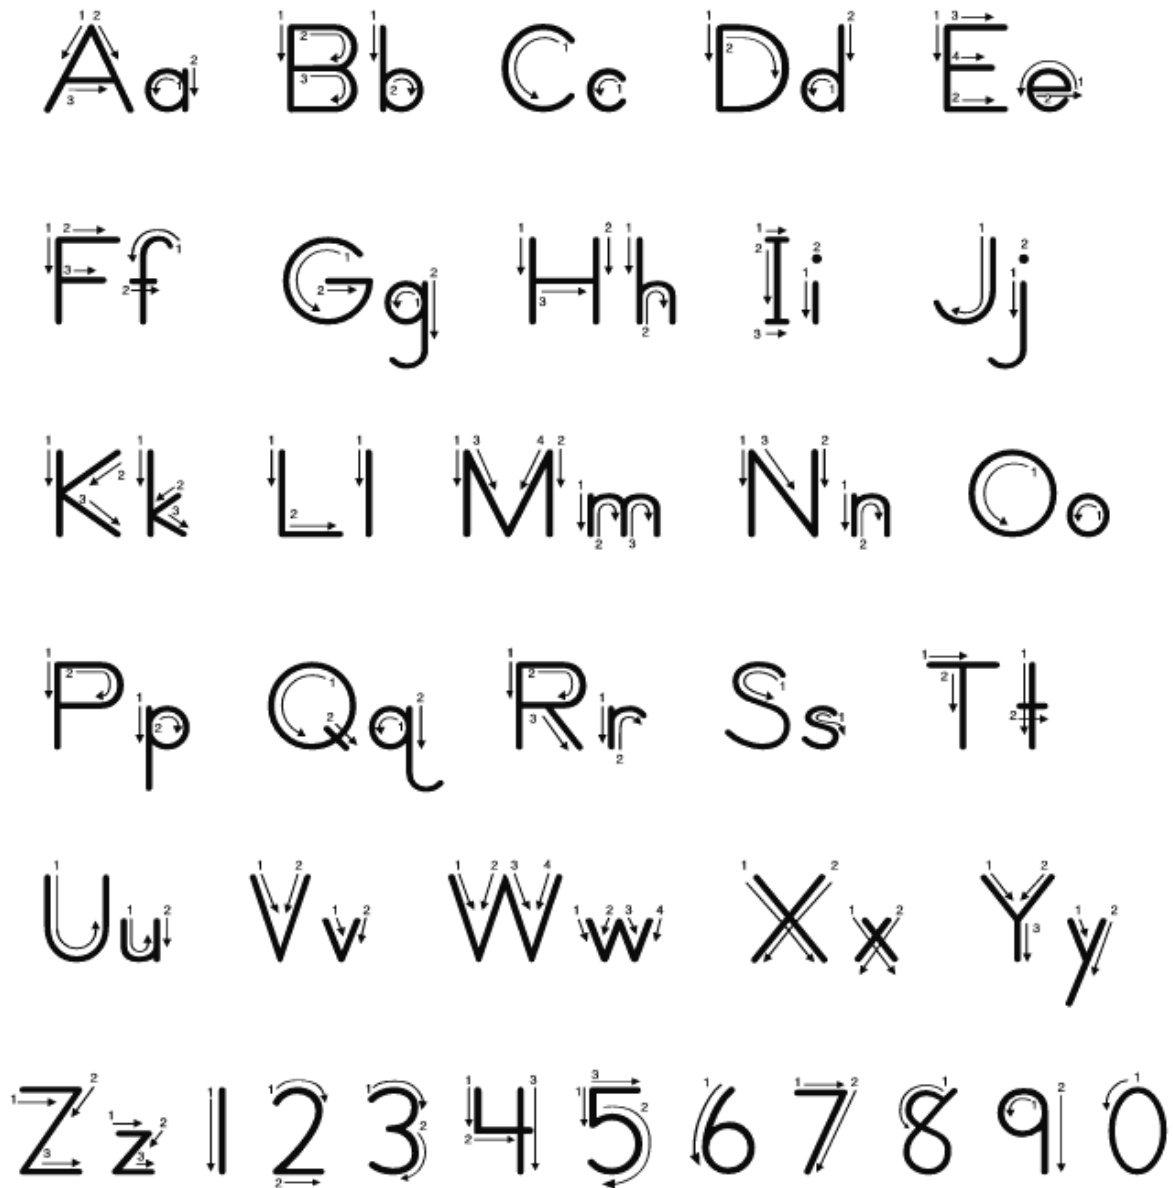 Aa Bb Cc Dd Ee
Ff Gg Hh Ii Jj
Kk Ll Mm Nn Oo
Pp Qq Rr Ss Tt
Uu Vv Ww Xx Yy
Zz 1 2 3 4 5 6 7 8 9 0